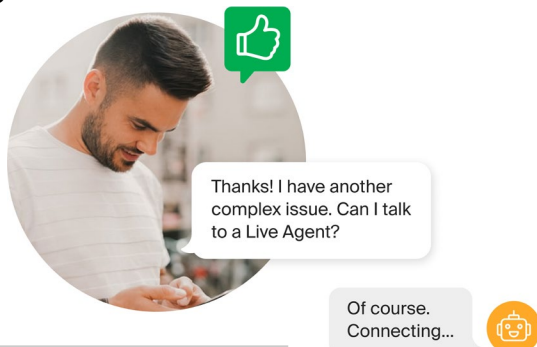 Thanks! I have another
complex issue. Can I talk
to a Live Agent?
Of course.
Connecting...